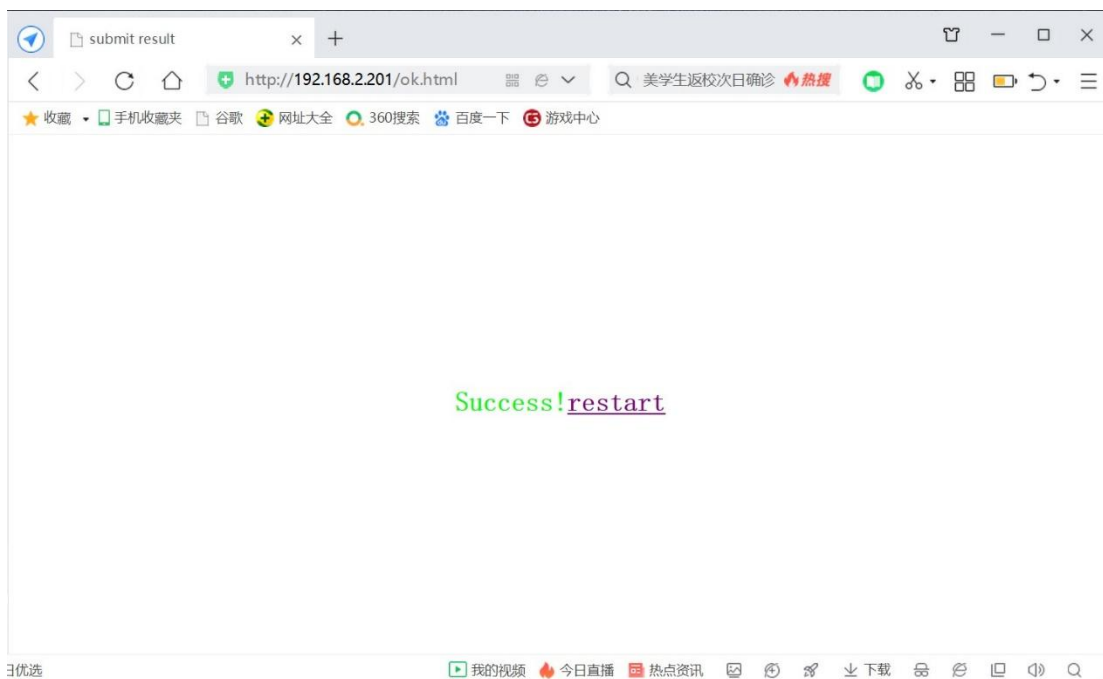 submit result
http://192.168.2.201/ok.html 美学生返校次日确诊 热搜
收藏 手机收藏夹 谷歌 网址大全 360搜索 百度一下 游戏中心
Success!restart
日优选 我的视频 今日直播 热点资讯 下载